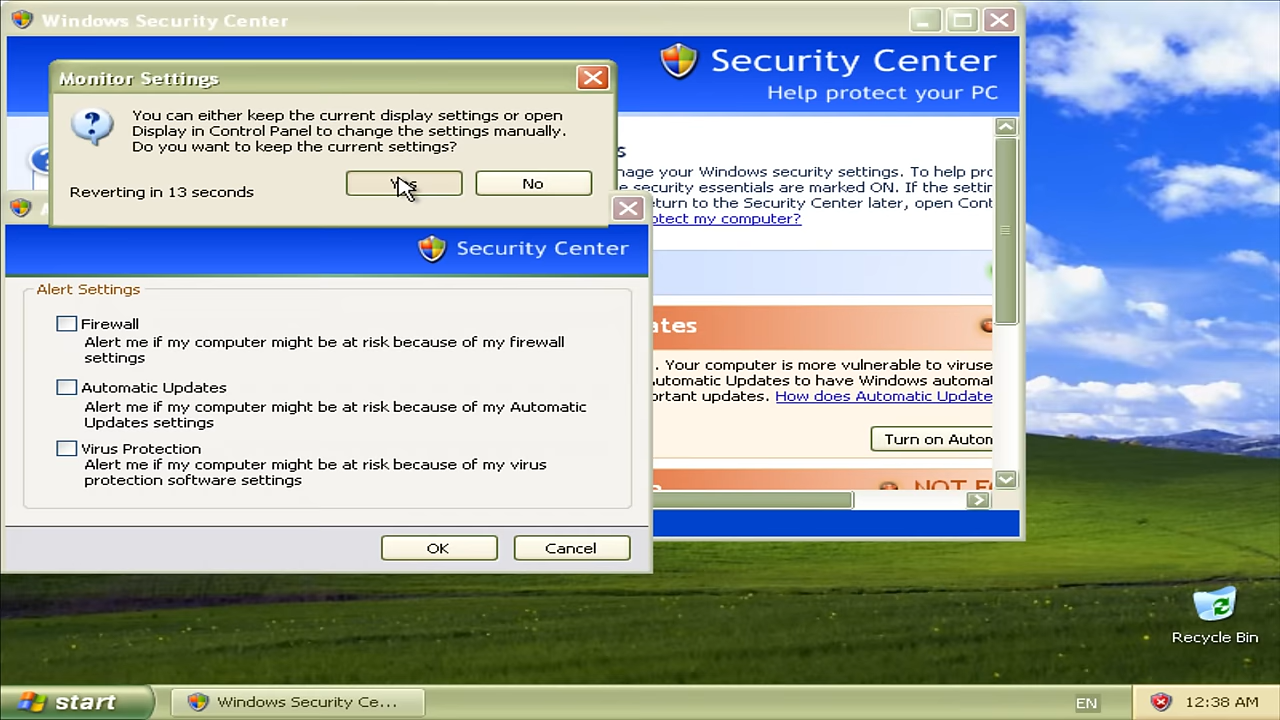 Windows Security Center
Security Center
Help protect your PC
Monitor Settings
You can either keep the current display settings or open
Display in Control Panel to change the settings manually.
Do you want to keep the current settings?
Reverting in 13 seconds
No
nage your Windows security settings. To help pro
e security essentials are marked ON. If the settin
return to the Security Center later, open Cont
otect my computer?
Security Center
Alert Settings
Firewall
Alert me if my computer might be at risk because of my firewall
settings
Automatic Updates
Alert me if my computer might be at risk because of my Automatic
Updates settings
Virus Protection
Alert me if my computer might be at risk because of my virus
protection software settings
OK
Cancel
ates
. Your computer is more vulnerable to viruse
utomatic Updates to have Windows automa
ortant updates. How does Automatic Update
Turn on Autom
Recycle Bin
start
Windows Security Ce...
EN
12:38 AM